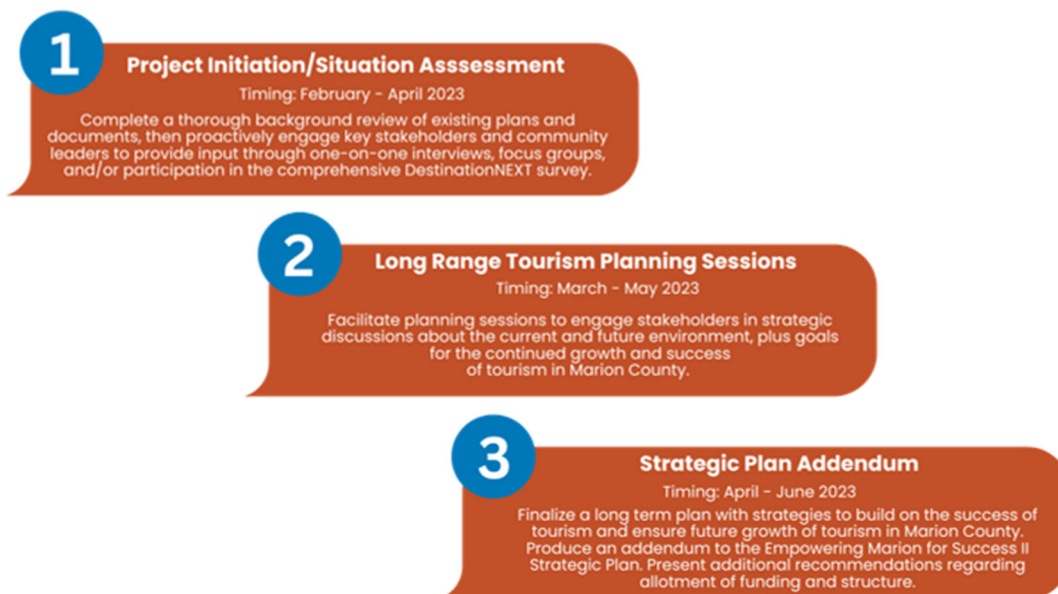 1
Project Initiation/Situation Asssessment
Timing: February - April 2023
Complete a thorough background review of existing plans and
documents, then proactively engage key stakeholders and community
leaders to provide input through one-on-one interviews, focus groups,
and/or participation in the comprehensive DestinationNEXT survey.
2
Long Range Tourism Planning Sessions
Timing: March - May 2023
Facilitate planning sessions to engage stakeholders in strategic
discussions about the current and future environment, plus goals
for the continued growth and success
of tourism in Marion County.
3
Strategic Plan Addendum
Timing: April - June 2023
Finalize a long term plan with strategies to build on the success of
tourism and ensure future growth of tourism in Marion County.
Produce an addendum to the Empowering Marion for Success II
Strategic Plan. Present additional recommendations regarding
allotment of funding and structure.